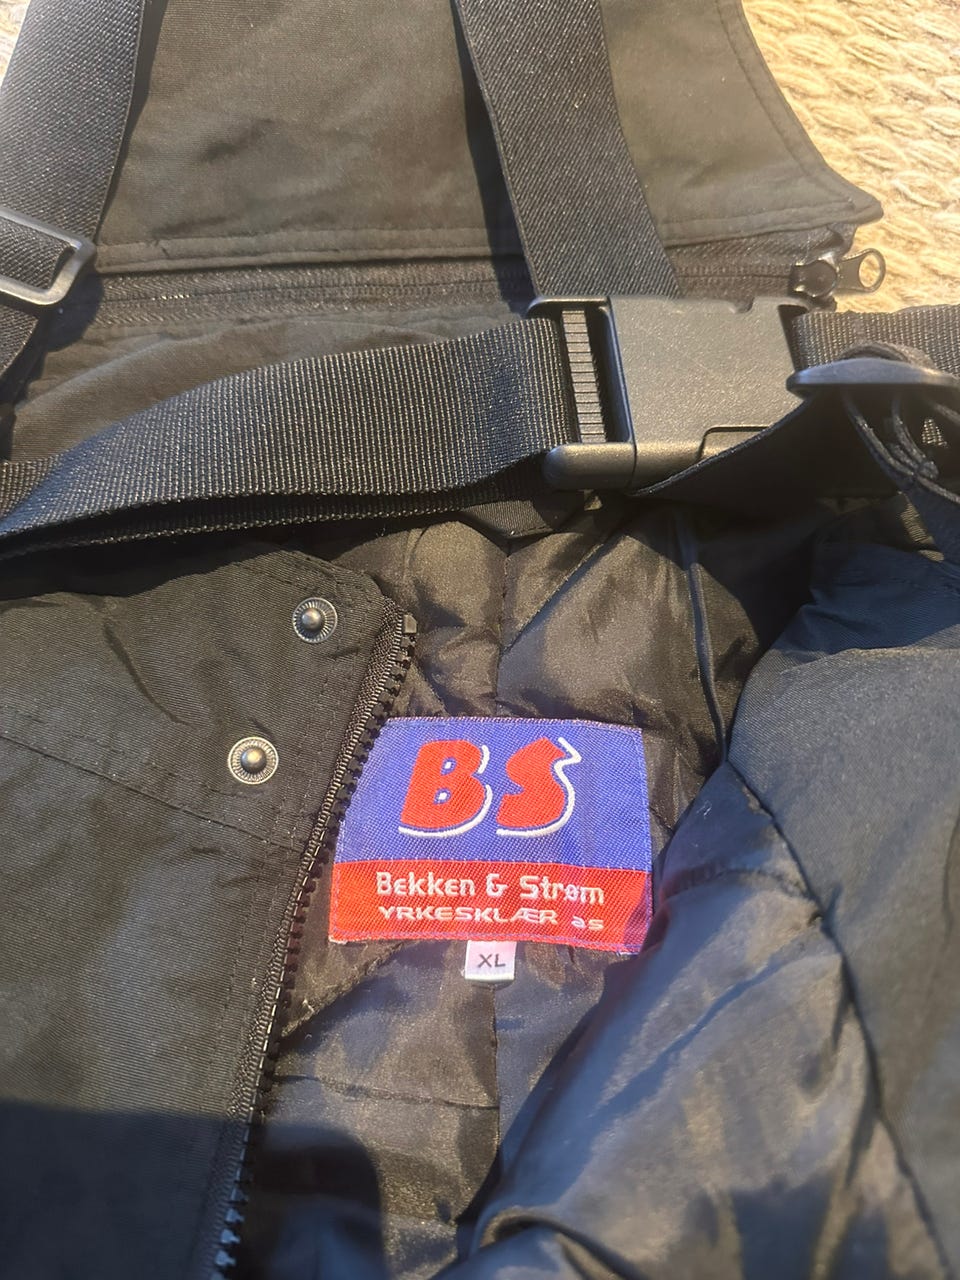 BS
Bekken & Strøm
YRKESKLÆR as
XL